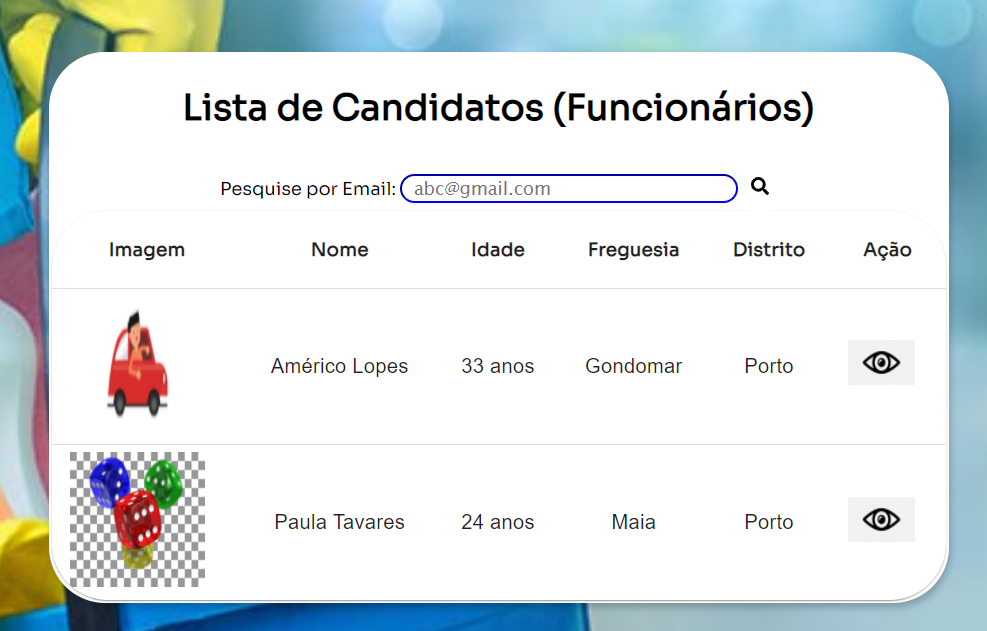 Lista de Candidatos (Funcionários)
Pesquise por Email: abc@gmail.com
Imagem Nome Idade Freguesia Distrito Ação
Américo Lopes 33 anos Gondomar Porto
Paula Tavares 24 anos Maia Porto